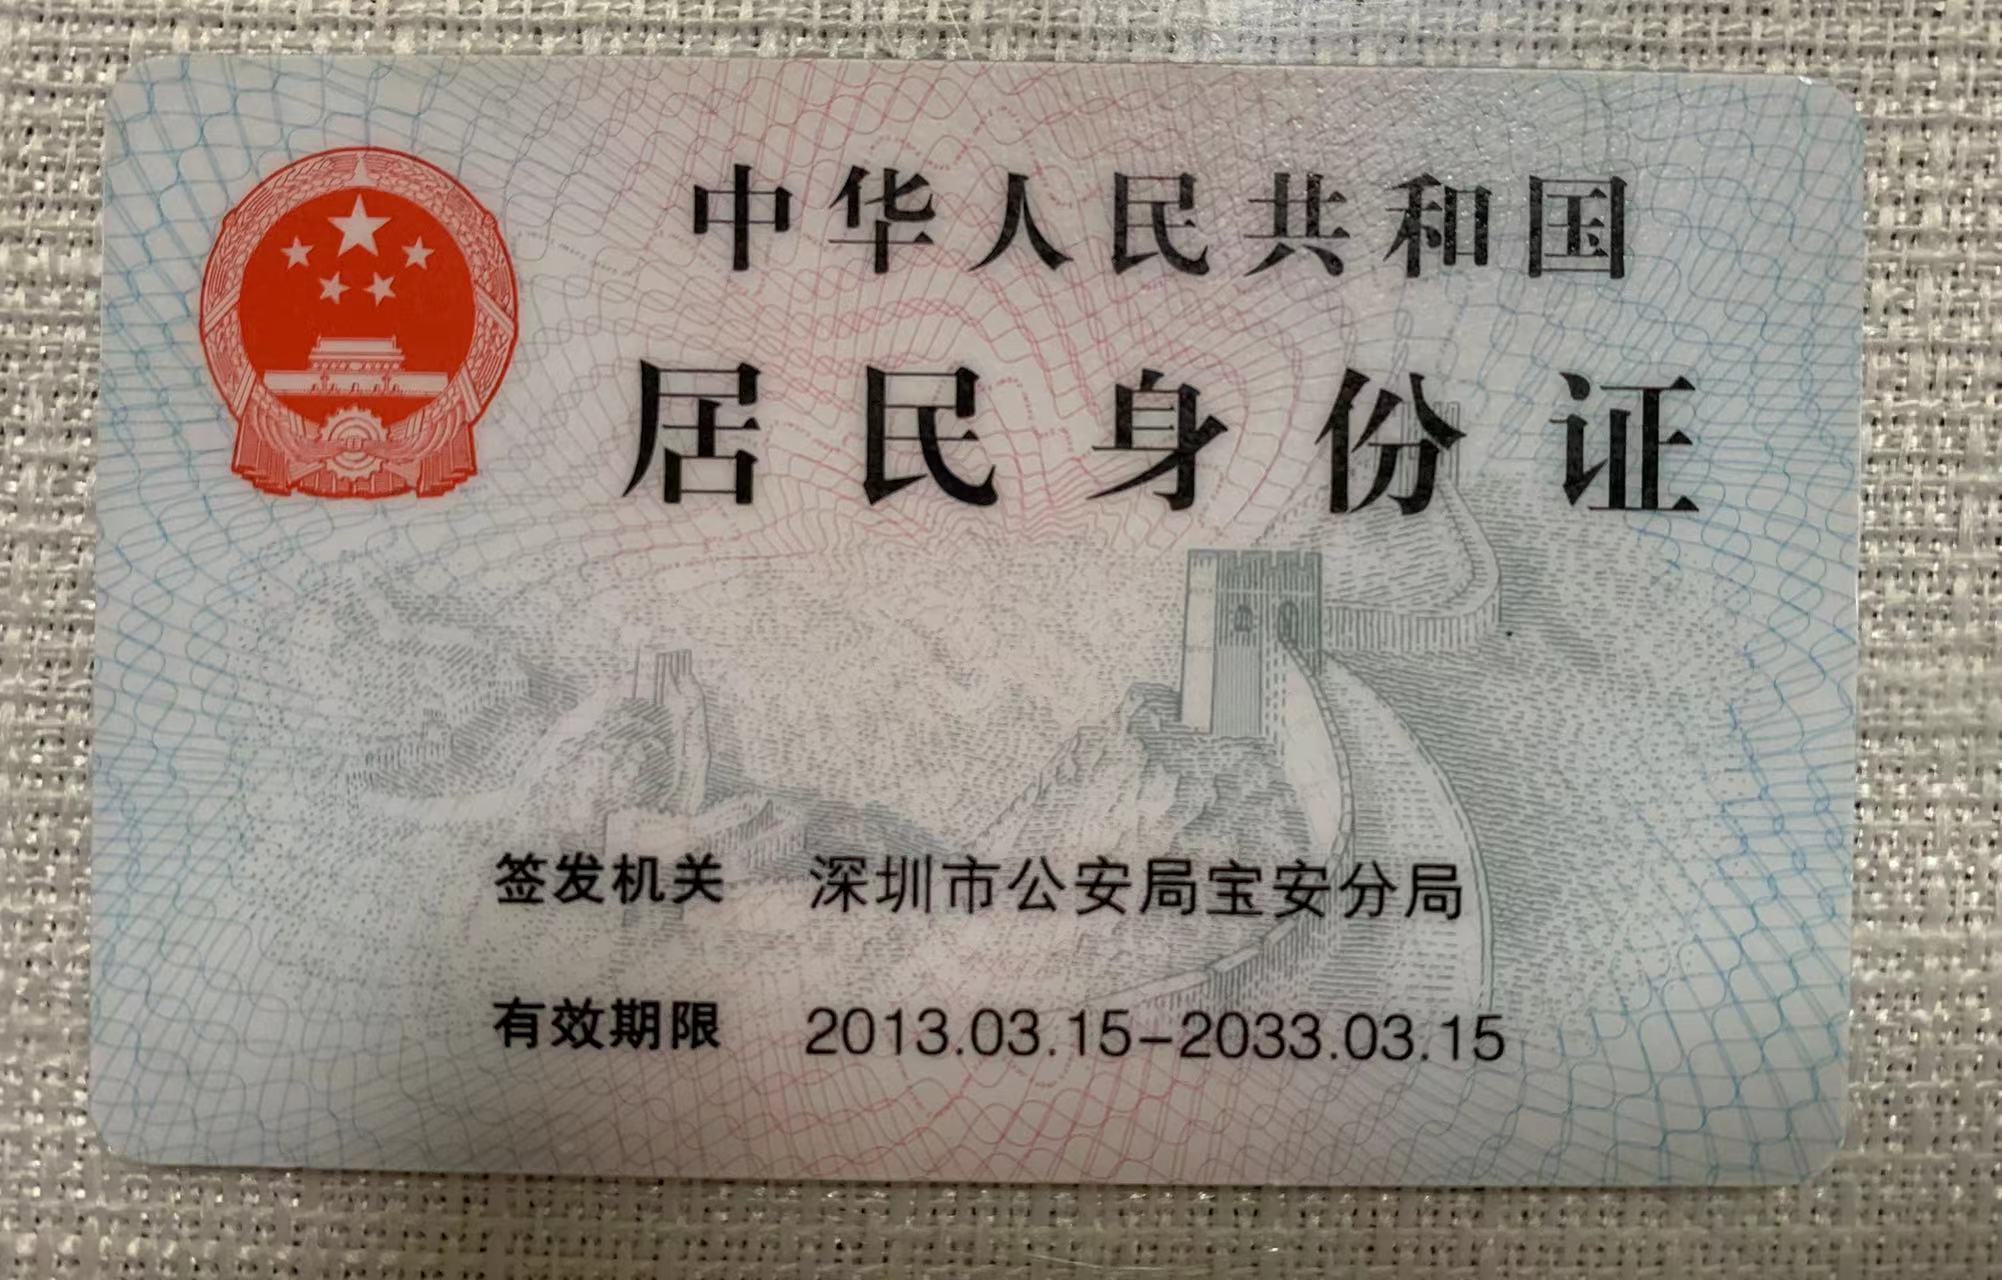 中华人民共和国
居民身份证
签发机关 深圳市公安局宝安分局
有效期限 2013.03.15-2033.03.15